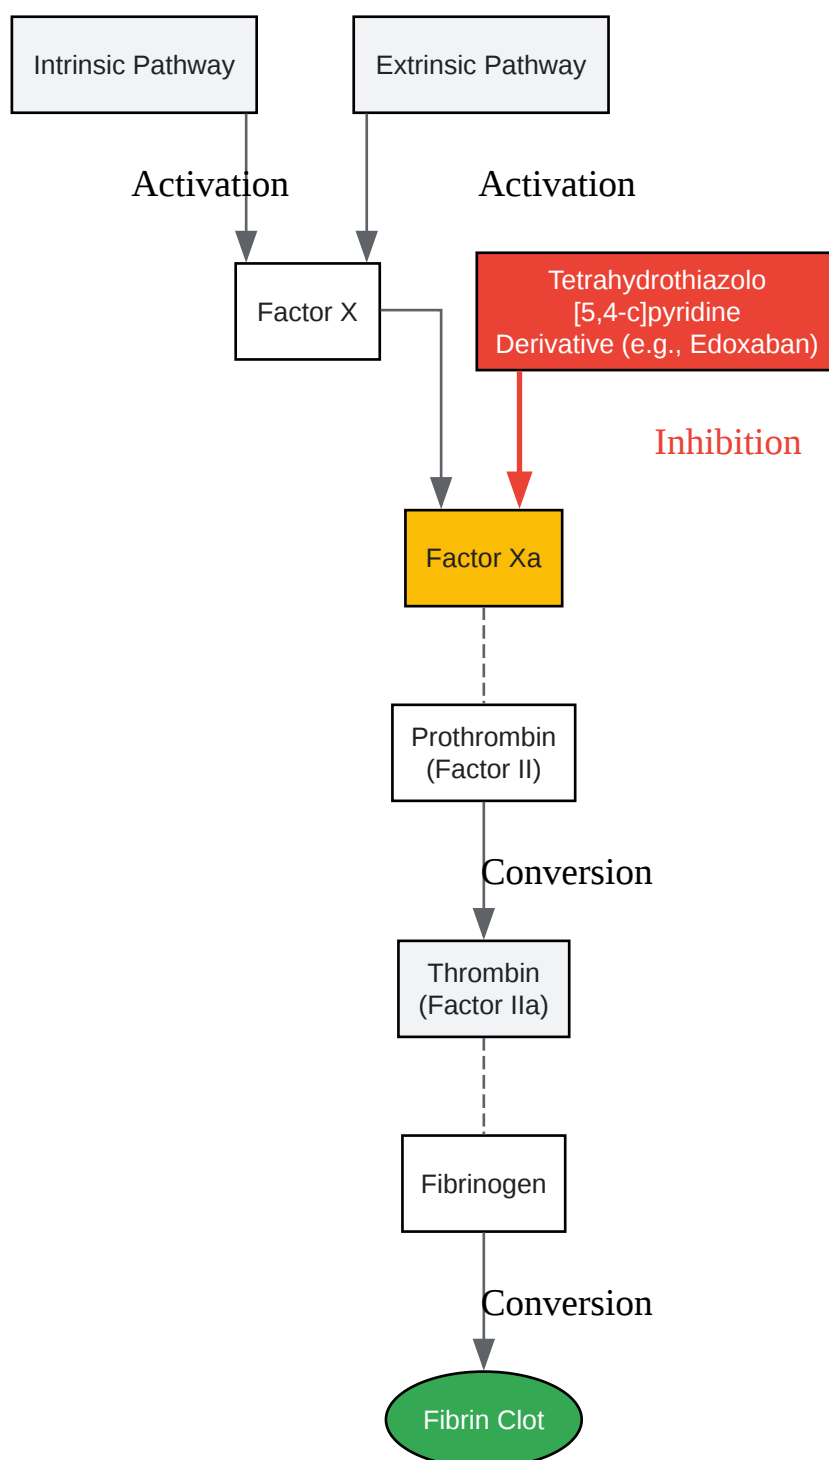 Intrinsic Pathway
Extrinsic Pathway
Activation
Activation
Factor X
Tetrahydrothiazolo
[5,4-c]pyridine
Derivative (e.g., Edoxaban)
Inhibition
Factor Xa
Prothrombin
(Factor II)
Conversion
Thrombin
(Factor IIa)
Fibrinogen
Conversion
Fibrin Clot